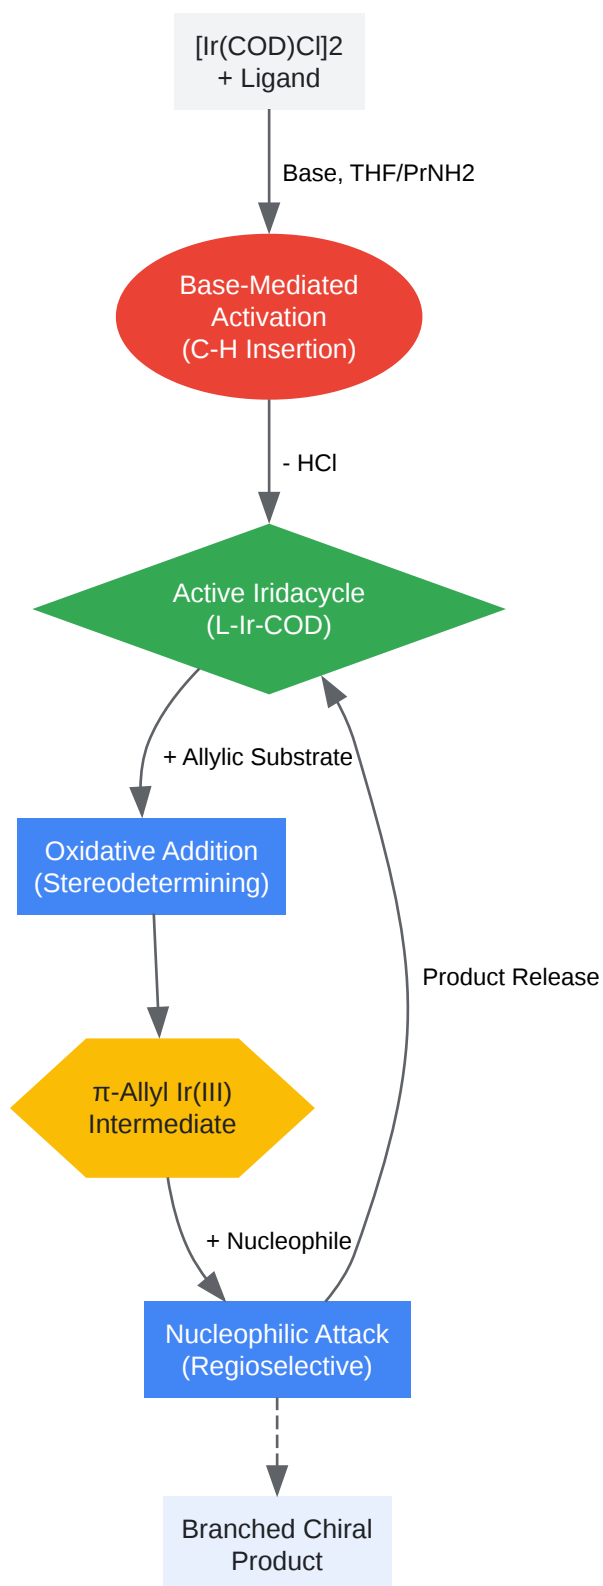 [Ir(COD)Cl]2
+ Ligand
Base, THF/PrNH2
Base-Mediated
Activation
(C-H Insertion)
- HCl
Active Iridacycle
(L-Ir-COD)
+ Allylic Substrate
Oxidative Addition
(Stereodetermining)
Product Release
π-Allyl Ir(III)
Intermediate
+ Nucleophile
Nucleophilic Attack
(Regioselective)
Branched Chiral
Product